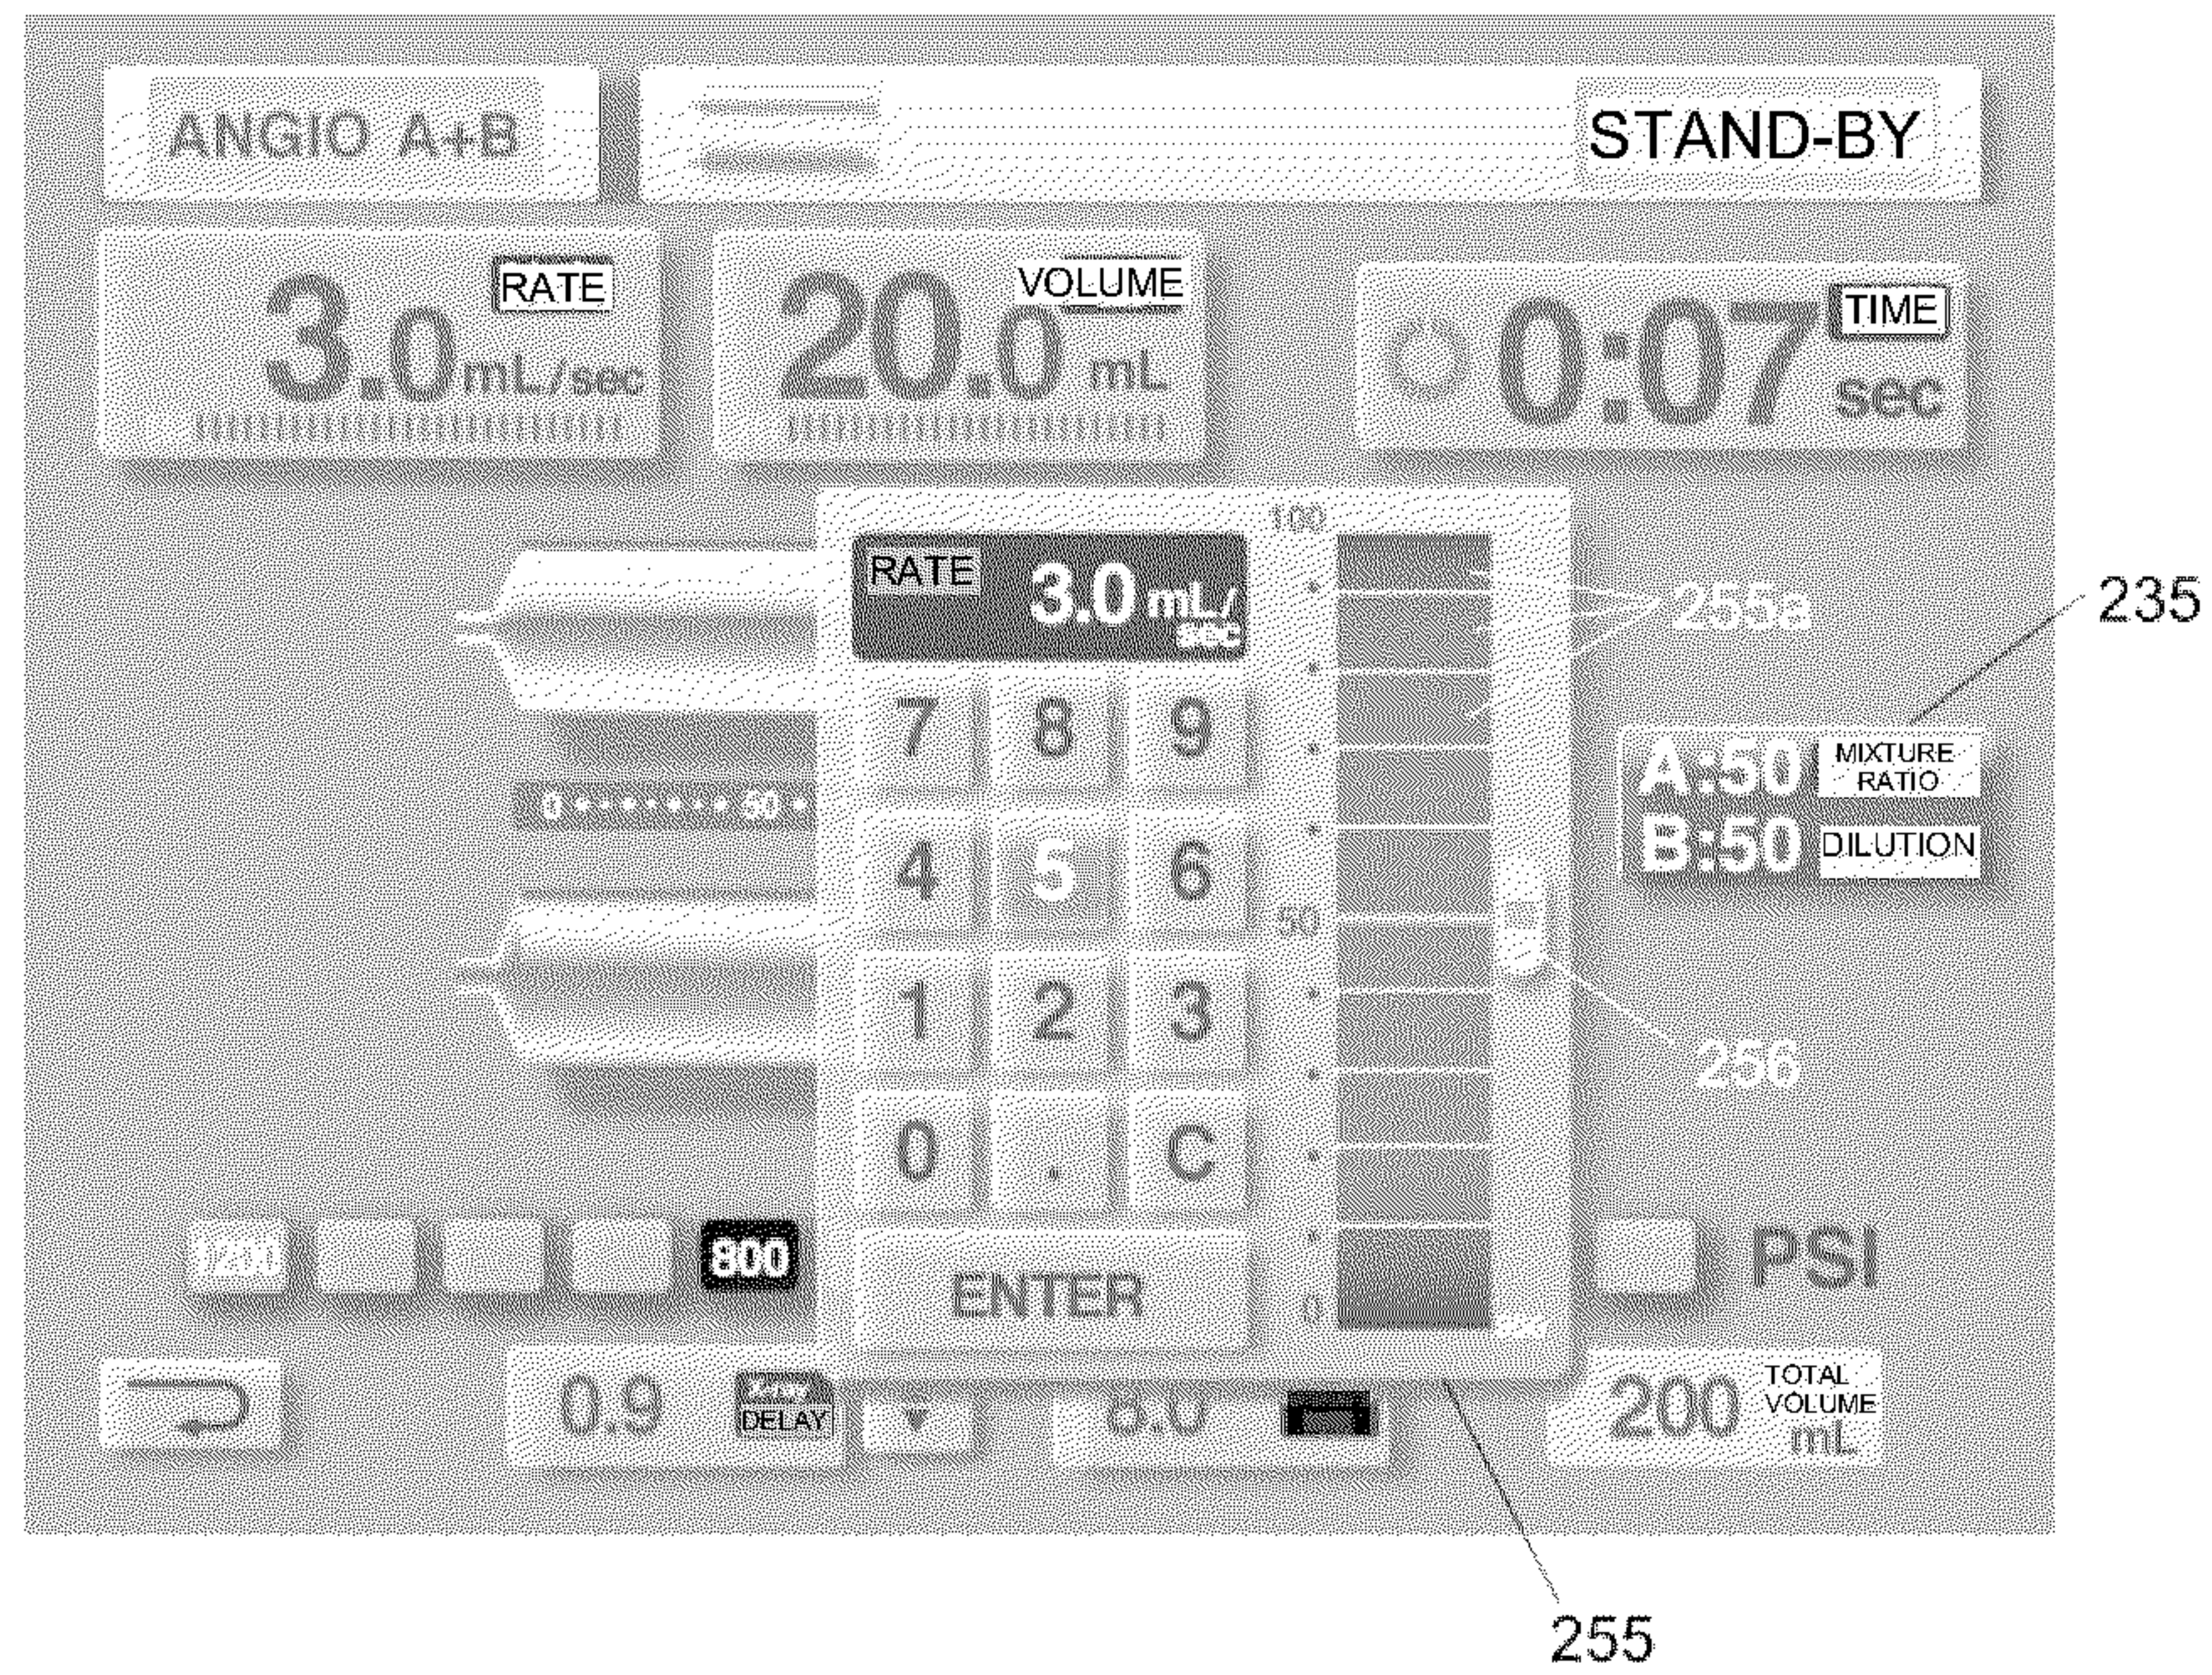 ANGIO A+B
STAND-BY
3.0 mL/sec RATE
20.0 mL VOLUME
0:07 sec TIME
RATE 3.0 mL/sec
100
255a
235
7 8 9
A:50 MIXTURE RATIO
0 50
4 5 6
B:50 DILUTION
50
1 2 3
256
0 . C
1200
800
ENTER
0
PSI
0.9 X-ray DELAY
200 TOTAL VOLUME mL
255